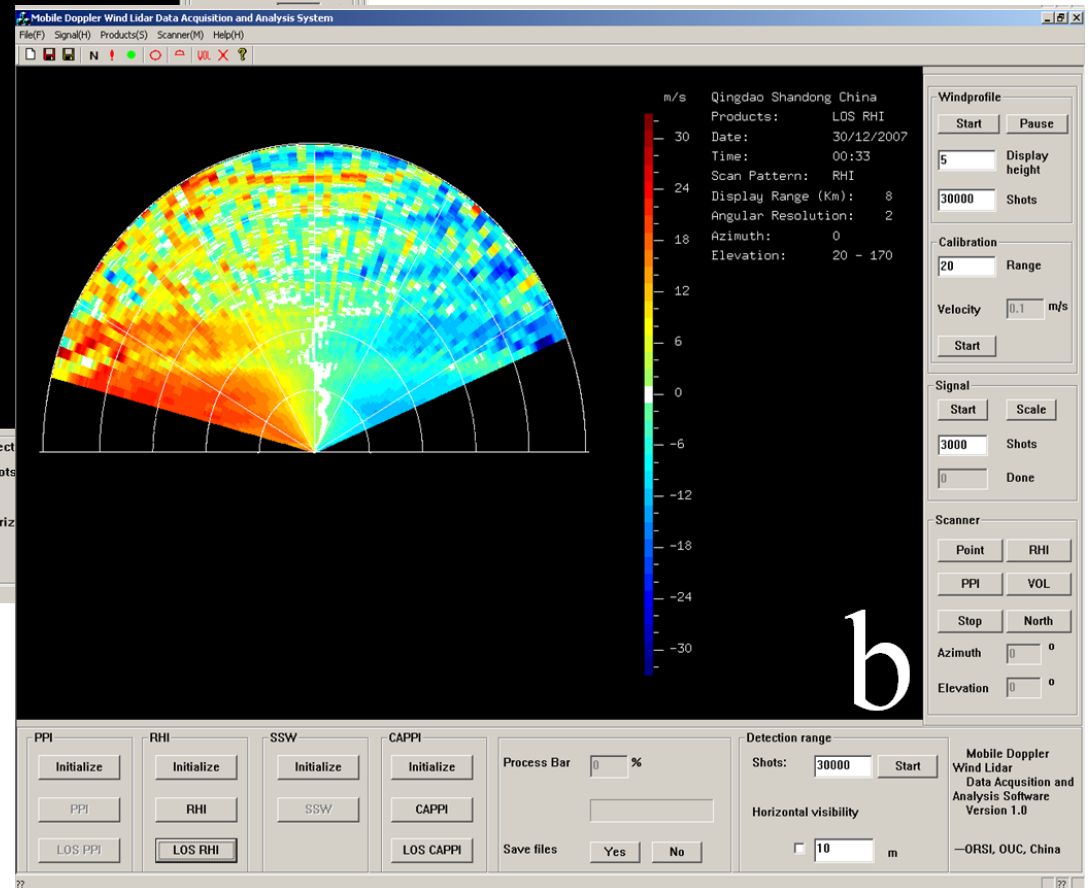 Mobile Doppler Wind Lidar Data Acquisition and Analysis System
File(F) Signal(H) Products(S) Scanner(M) Help(H)
N VOL ?
m/s
30
24
18
12
6
0
-6
-12
-18
-24
-30
Qingdao Shandong China
Products: LOS RHI
Date: 30/12/2007
Time: 00:33
Scan Pattern: RHI
Display Range (Km): 8
Angular Resolution: 2
Azimuth: 0
Elevation: 20 - 170
b
Windprofile
Start Pause
5 Display height
30000 Shots
Calibration
20 Range
Velocity 0.1 m/s
Start
Signal
Start Scale
3000 Shots
0 Done
Scanner
Point RHI
PPI VOL
Stop North
Azimuth 0 o
Elevation 0 o
ect
ots
riz
PPI
Initialize
PPI
LOS PPI
RHI
Initialize
RHI
LOS RHI
SSW
Initialize
SSW
CAPPI
Initialize
CAPPI
LOS CAPPI
Process Bar 0 %
Save files Yes No
Detection range
Shots: 30000 Start
Horizontal visibility
10 m
Mobile Doppler
Wind Lidar
Data Acqusition and
Analysis Software
Version 1.0
—ORSI, OUC, China
??
??